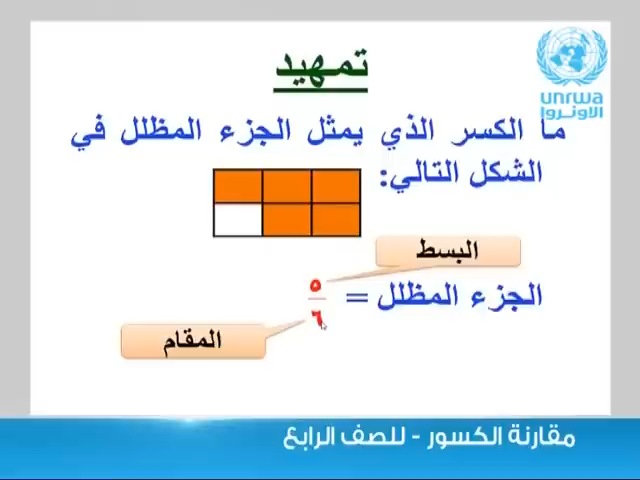 تمهيد
unrwa
الأونروا
ما الكسر الذي يمثل الجزء المظلل في
الشكل التالي:
البسط
الجزء المظلل = ٥/٦
المقام
مقارنة الكسور - للصف الرابع